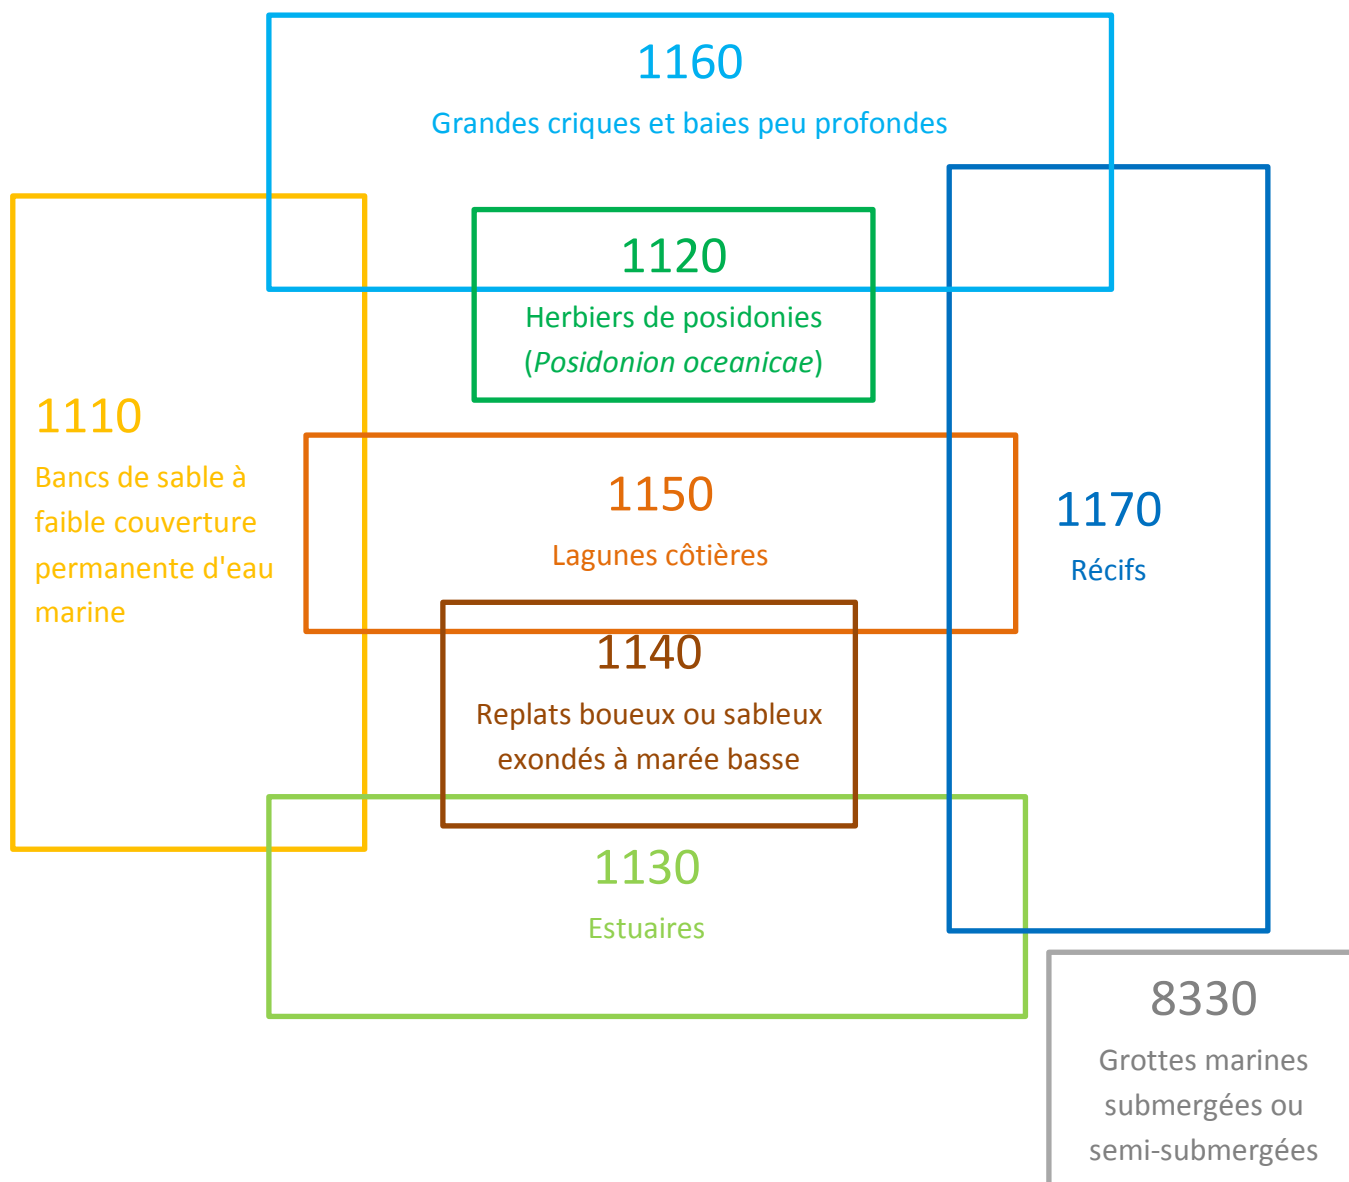 1160
Grandes criques et baies peu profondes
1120
Herbiers de posidonies
(Posidonion oceanicae)
1110
Bancs de sable à
faible couverture
permanente d'eau
marine
1150
Lagunes côtières
1170
Récifs
1140
Replats boueux ou sableux
exondés à marée basse
1130
Estuaires
8330
Grottes marines
submergées ou
semi-submergées